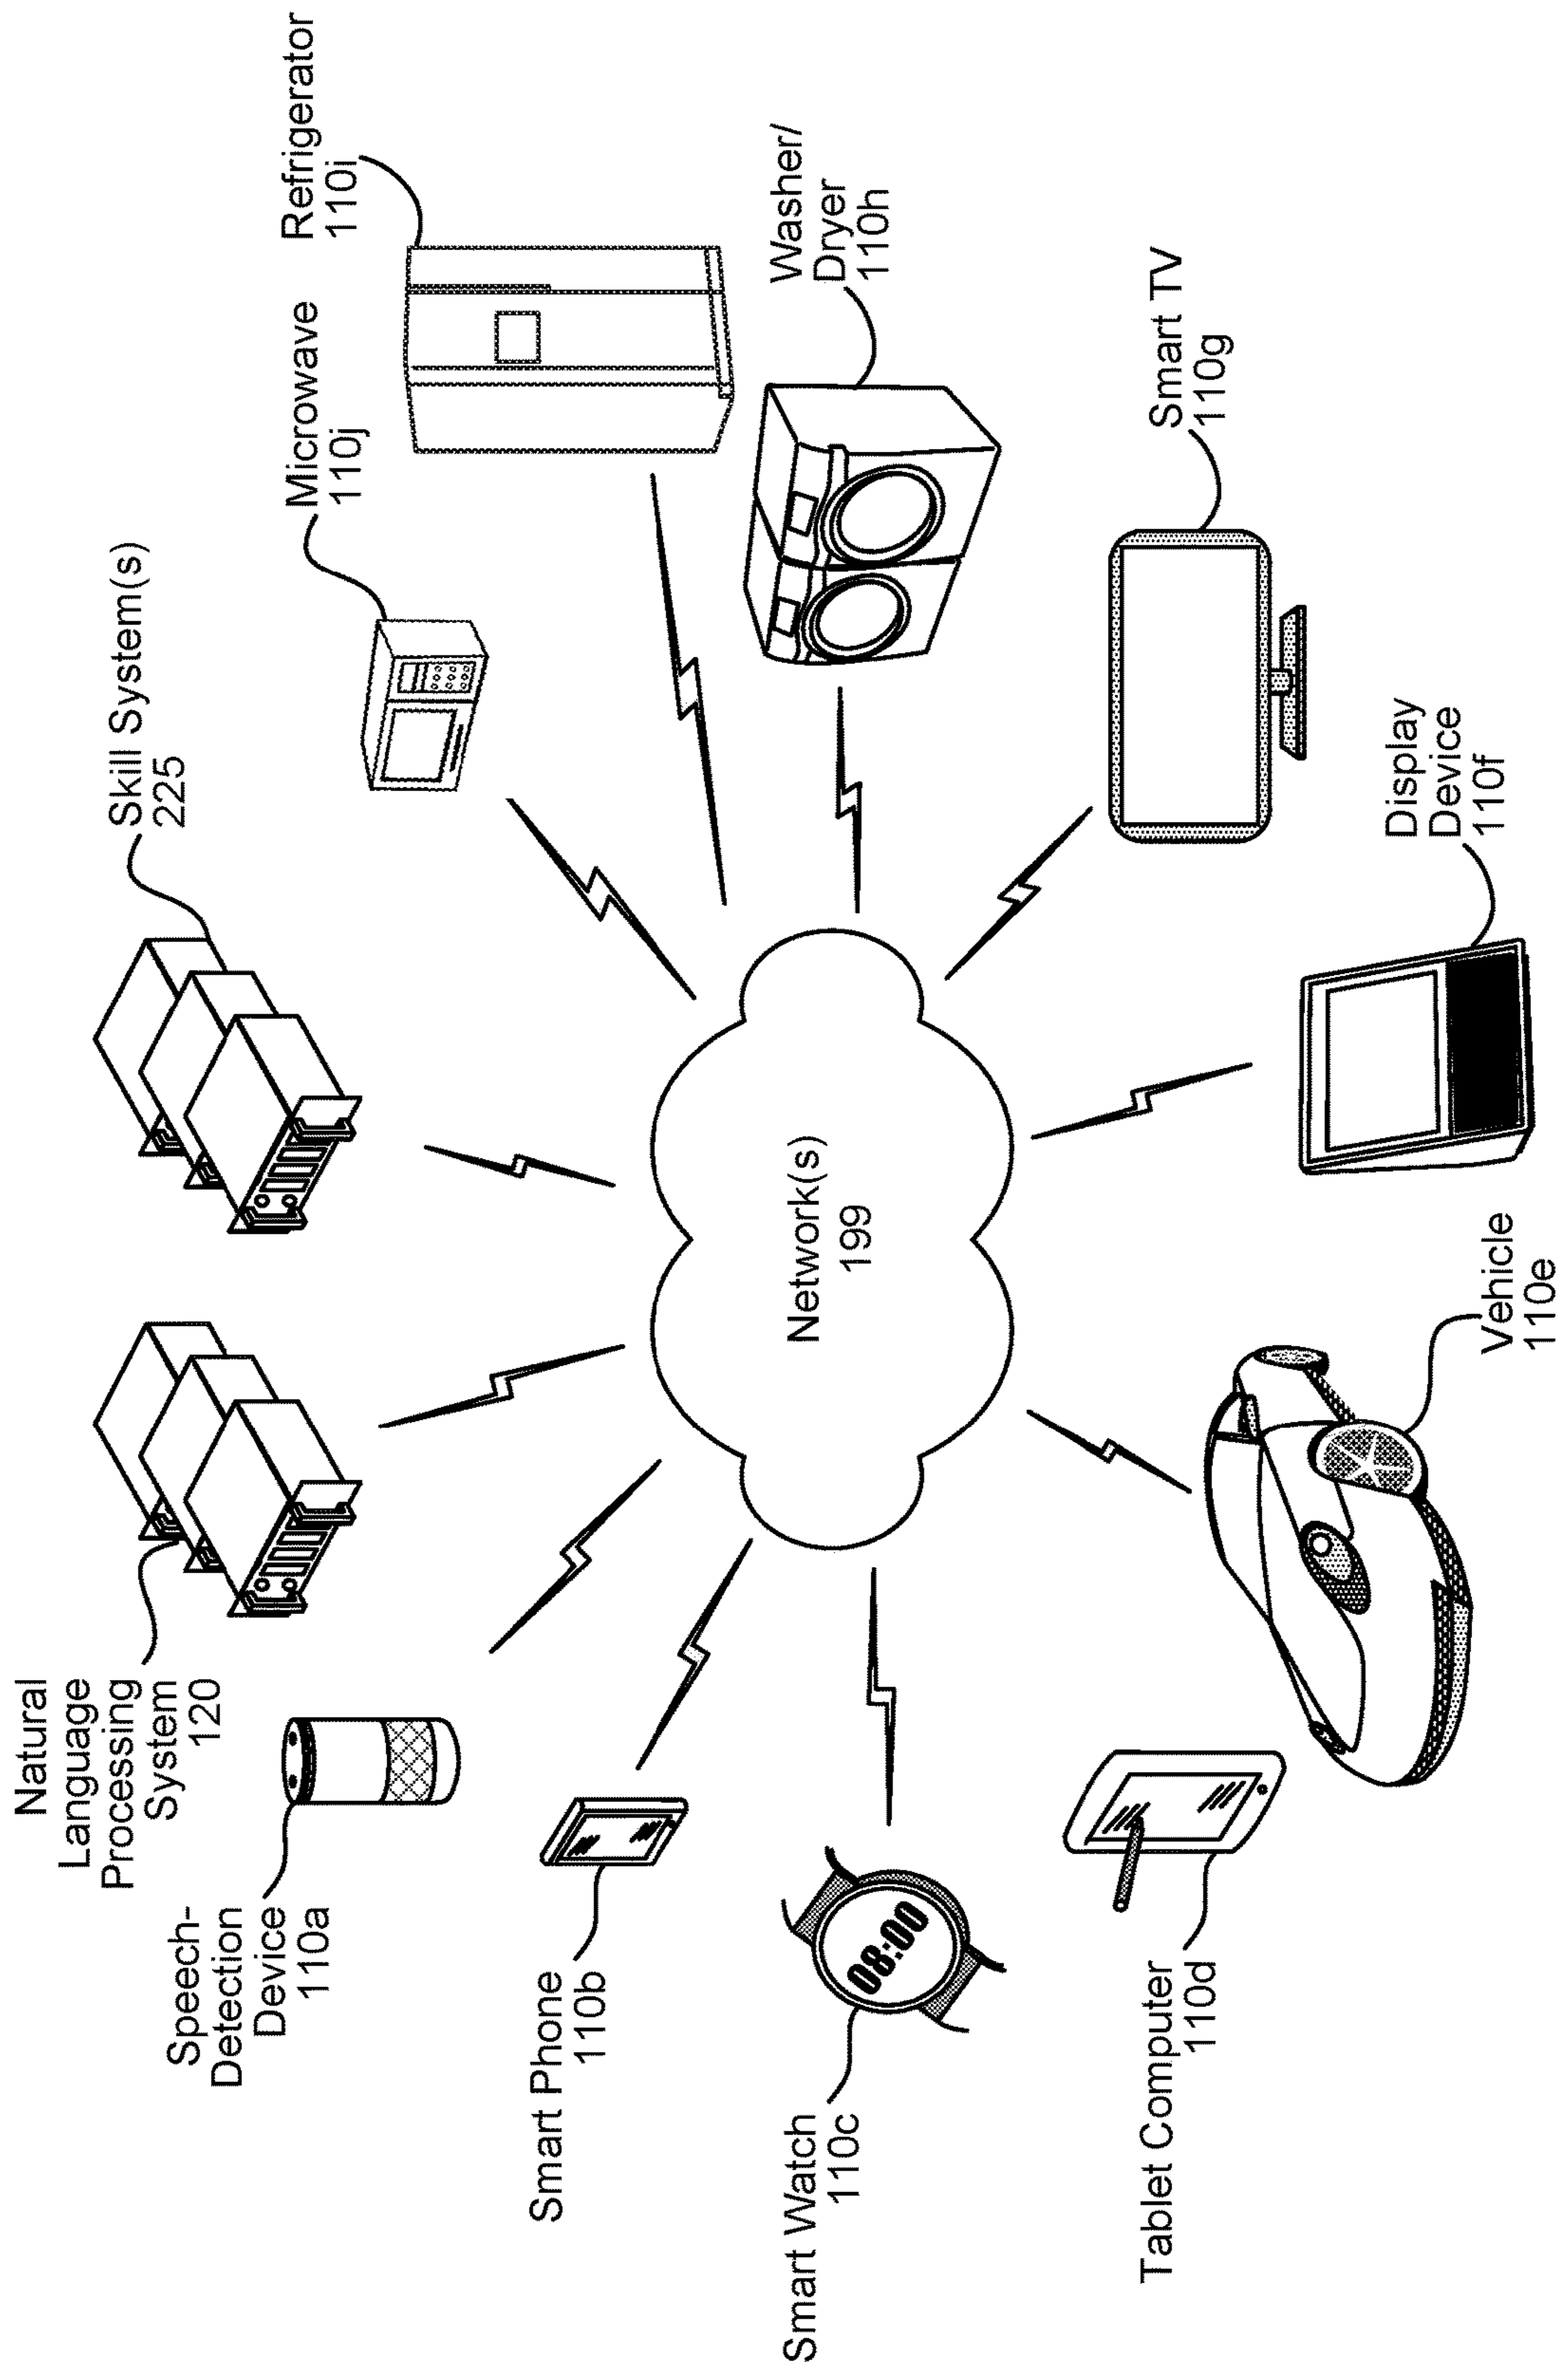 Natural
Language
Processing
System
120
Skill System(s)
225
Speech-
Detection
Device
110a
Microwave
110j
Refrigerator
110i
Smart Phone
110b
Network(s)
199
Washer/
Dryer
110h
Smart Watch
110c
08:00
Smart TV
110g
Tablet Computer
110d
Vehicle
110e
Display
Device
110f